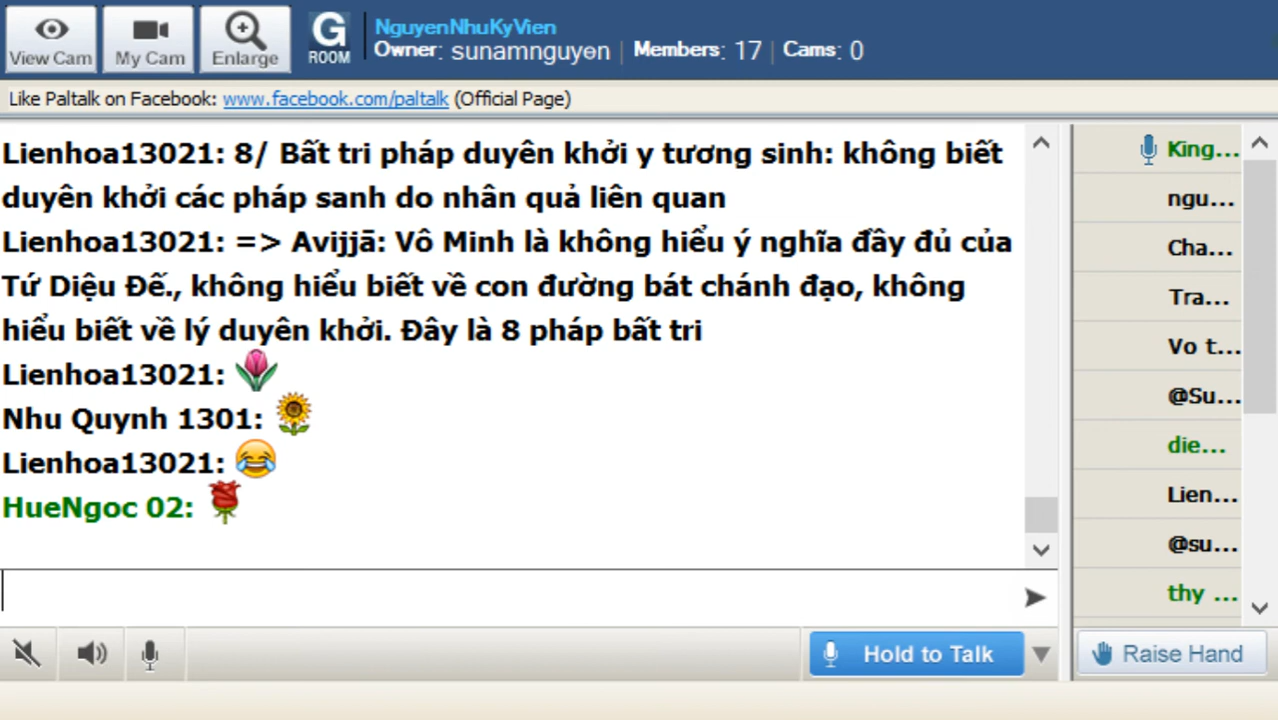 View Cam
My Cam
Enlarge
G
ROOM
NguyenNhuKyVien
Owner: sunamnguyen | Members: 17 | Cams: 0
Like Paltalk on Facebook: www.facebook.com/paltalk (Official Page)
Lienhoa13021: 8/ Bất tri pháp duyên khởi y tương sinh: không biết
duyên khởi các pháp sanh do nhân quả liên quan
Lienhoa13021: => Avijjā: Vô Minh là không hiểu ý nghĩa đầy đủ của
Tứ Diệu Đế., không hiểu biết về con đường bát chánh đạo, không
hiểu biết về lý duyên khởi. Đây là 8 pháp bất tri
Lienhoa13021:
Nhu Quynh 1301:
Lienhoa13021:
HueNgoc 02:
King...
ngu...
Cha...
Tra...
Vo t...
@Su...
die...
Lien...
@su...
thy ...
Hold to Talk
Raise Hand